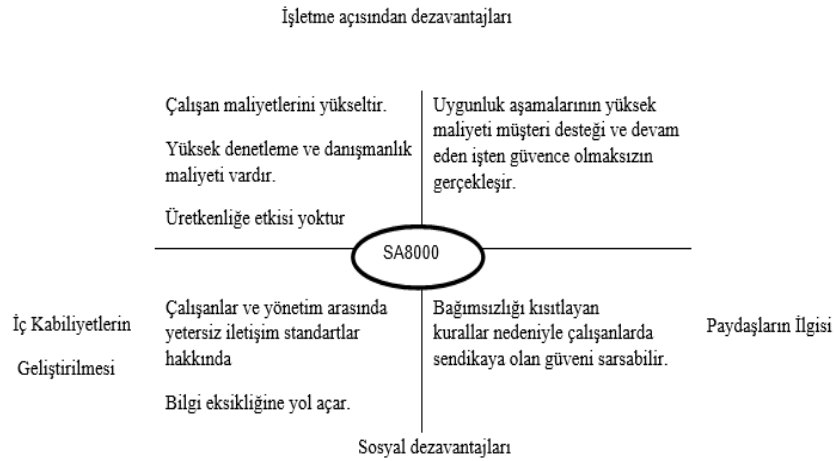 İşletme açısından dezavantajları
Çalışan maliyetlerini yükseltir.
Yüksek denetleme ve danışmanlık
maliyeti vardır.
Üretkenliğe etkisi yoktur
Uygunluk aşamalarının yüksek
maliyeti müşteri desteği ve devam
eden işten güvence olmaksızın
gerçekleşir.
SA8000
İç Kabiliyetlerin
Geliştirilmesi
Çalışanlar ve yönetim arasında
yetersiz iletişim standartlar
hakkında
Bilgi eksikliğine yol açar.
Bağımsızlığı kısıtlayan
kurallar nedeniyle çalışanlarda
sendikaya olan güveni sarsabilir.
Paydaşların İlgisi
Sosyal dezavantajları